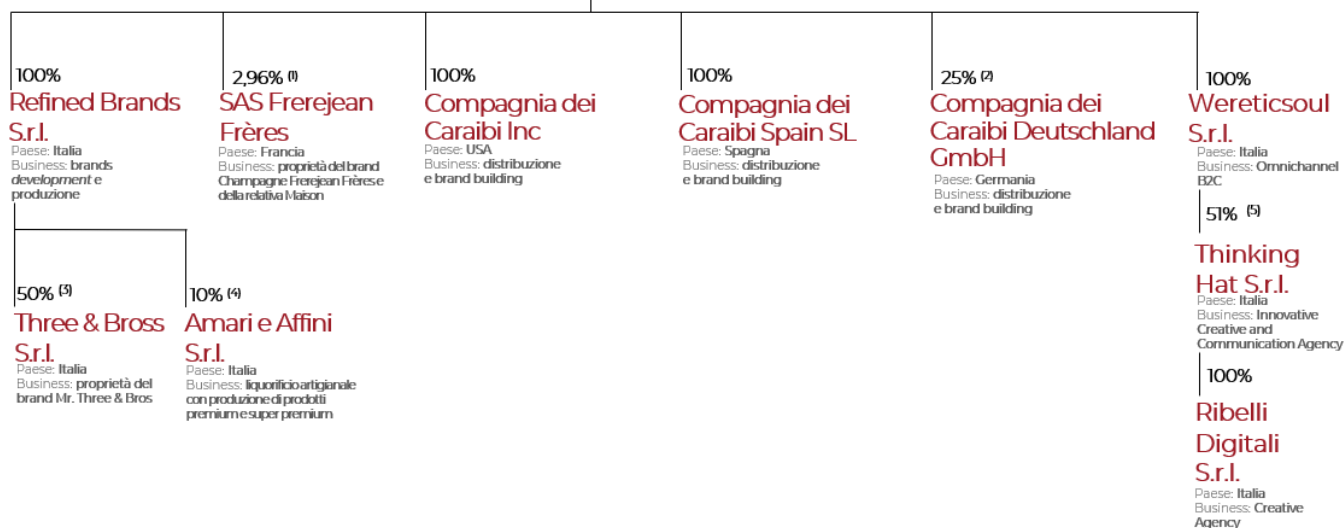 100%
Refined Brands
S.r.l.
Paese: Italia
Business: brands
development e
produzione
2,96% (1)
SAS Frerejean
Frères
Paese: Francia
Business: proprietà del brand
Champagne Frerejean Frères e
della relativa Maison
100%
Compagnia dei
Caraibi Inc
Paese: USA
Business: distribuzione
e brand building
100%
Compagnia dei
Caraibi Spain SL
Paese: Spagna
Business: distribuzione
e brand building
25% (2)
Compagnia dei
Caraibi Deutschland
GmbH
Paese: Germania
Business: distribuzione
e brand building
100%
Wereticsoul
S.r.l.
Paese: Italia
Business: Omnichannel
B2C
50% (3)
Three & Bross
S.r.l.
Paese: Italia
Business: proprietà del
brand Mr. Three & Bros
10% (4)
Amari e Affini
S.r.l.
Paese: Italia
Business: liquorificio artigianale
con produzione di prodotti
premium e super premium
51% (5)
Thinking
Hat S.r.l.
Paese: Italia
Business: Innovative
Creative and
Communication Agency
100%
Ribelli
Digitali
S.r.l.
Paese: Italia
Business: Creative
Agency